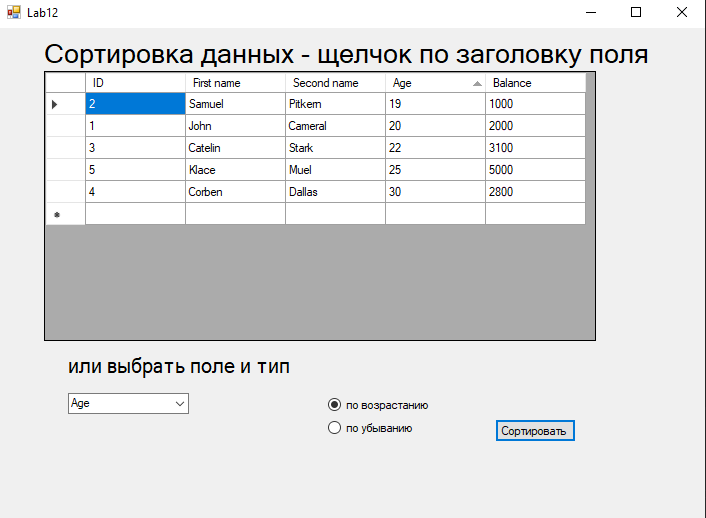 Lab12
Сортировка данных - щелчок по заголовку поля
ID First name Second name Age Balance
2 Samuel Pitkern 19 1000
1 John Cameral 20 2000
3 Catelin Stark 22 3100
5 Klace Muel 25 5000
4 Corben Dallas 30 2800
или выбрать поле и тип
Age
по возрастанию
по убыванию
Сортировать